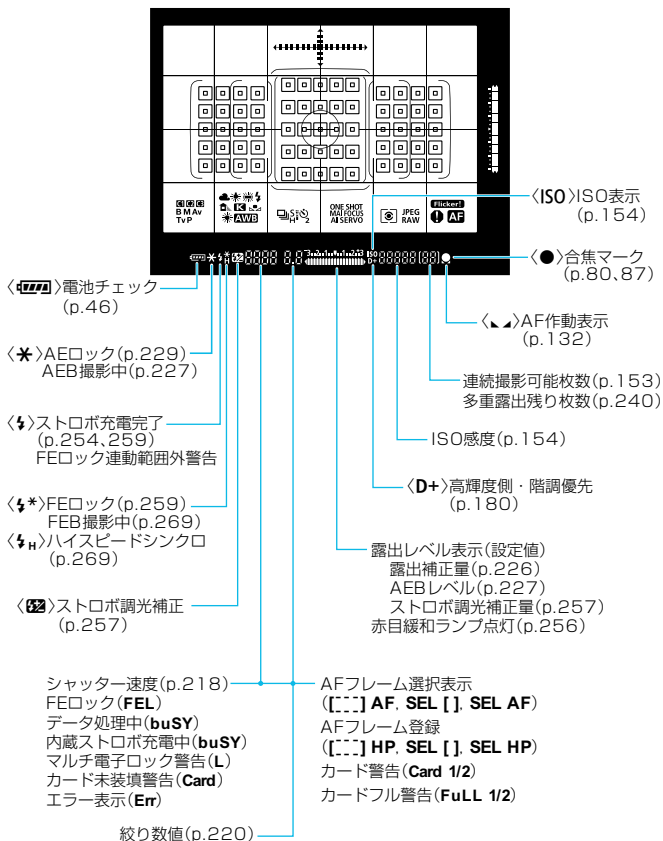 B M Av
Tv P
K
AWB
Si
H
2
ONE SHOT
MAI FOCUS
AI SERVO
JPEG
RAW
Flicker!
AF
ISO
D+
〈ISO〉ISO表示
(p.154)
〈●〉合焦マーク
(p.80、87)
〈 〉電池チェック
(p.46)
〈◣ ◢〉AF作動表示
(p.132)
〈✱〉AEロック(p.229)
AEB撮影中(p.227)
連続撮影可能枚数(p.153)
多重露出残り枚数(p.240)
〈⚡〉ストロボ充電完了
(p.254、259)
FEロック連動範囲外警告
ISO感度(p.154)
〈D+〉高輝度側・階調優先
(p.180)
〈⚡*〉FEロック(p.259)
FEB撮影中(p.269)
〈⚡H〉ハイスピードシンクロ
(p.269)
露出レベル表示(設定値)
露出補正量(p.226)
AEBレベル(p.227)
ストロボ調光補正量(p.257)
赤目緩和ランプ点灯(p.256)
〈 〉ストロボ調光補正
(p.257)
シャッター速度(p.218)
FEロック(FEL)
データ処理中(buSY)
内蔵ストロボ充電中(buSY)
マルチ電子ロック警告(L)
カード未装填警告(Card)
エラー表示(Err)
AFフレーム選択表示
([   ] AF, SEL [ ], SEL AF)
AFフレーム登録
([   ] HP, SEL [ ], SEL HP)
カード警告(Card 1/2)
カードフル警告(FuLL 1/2)
絞り数値(p.220)